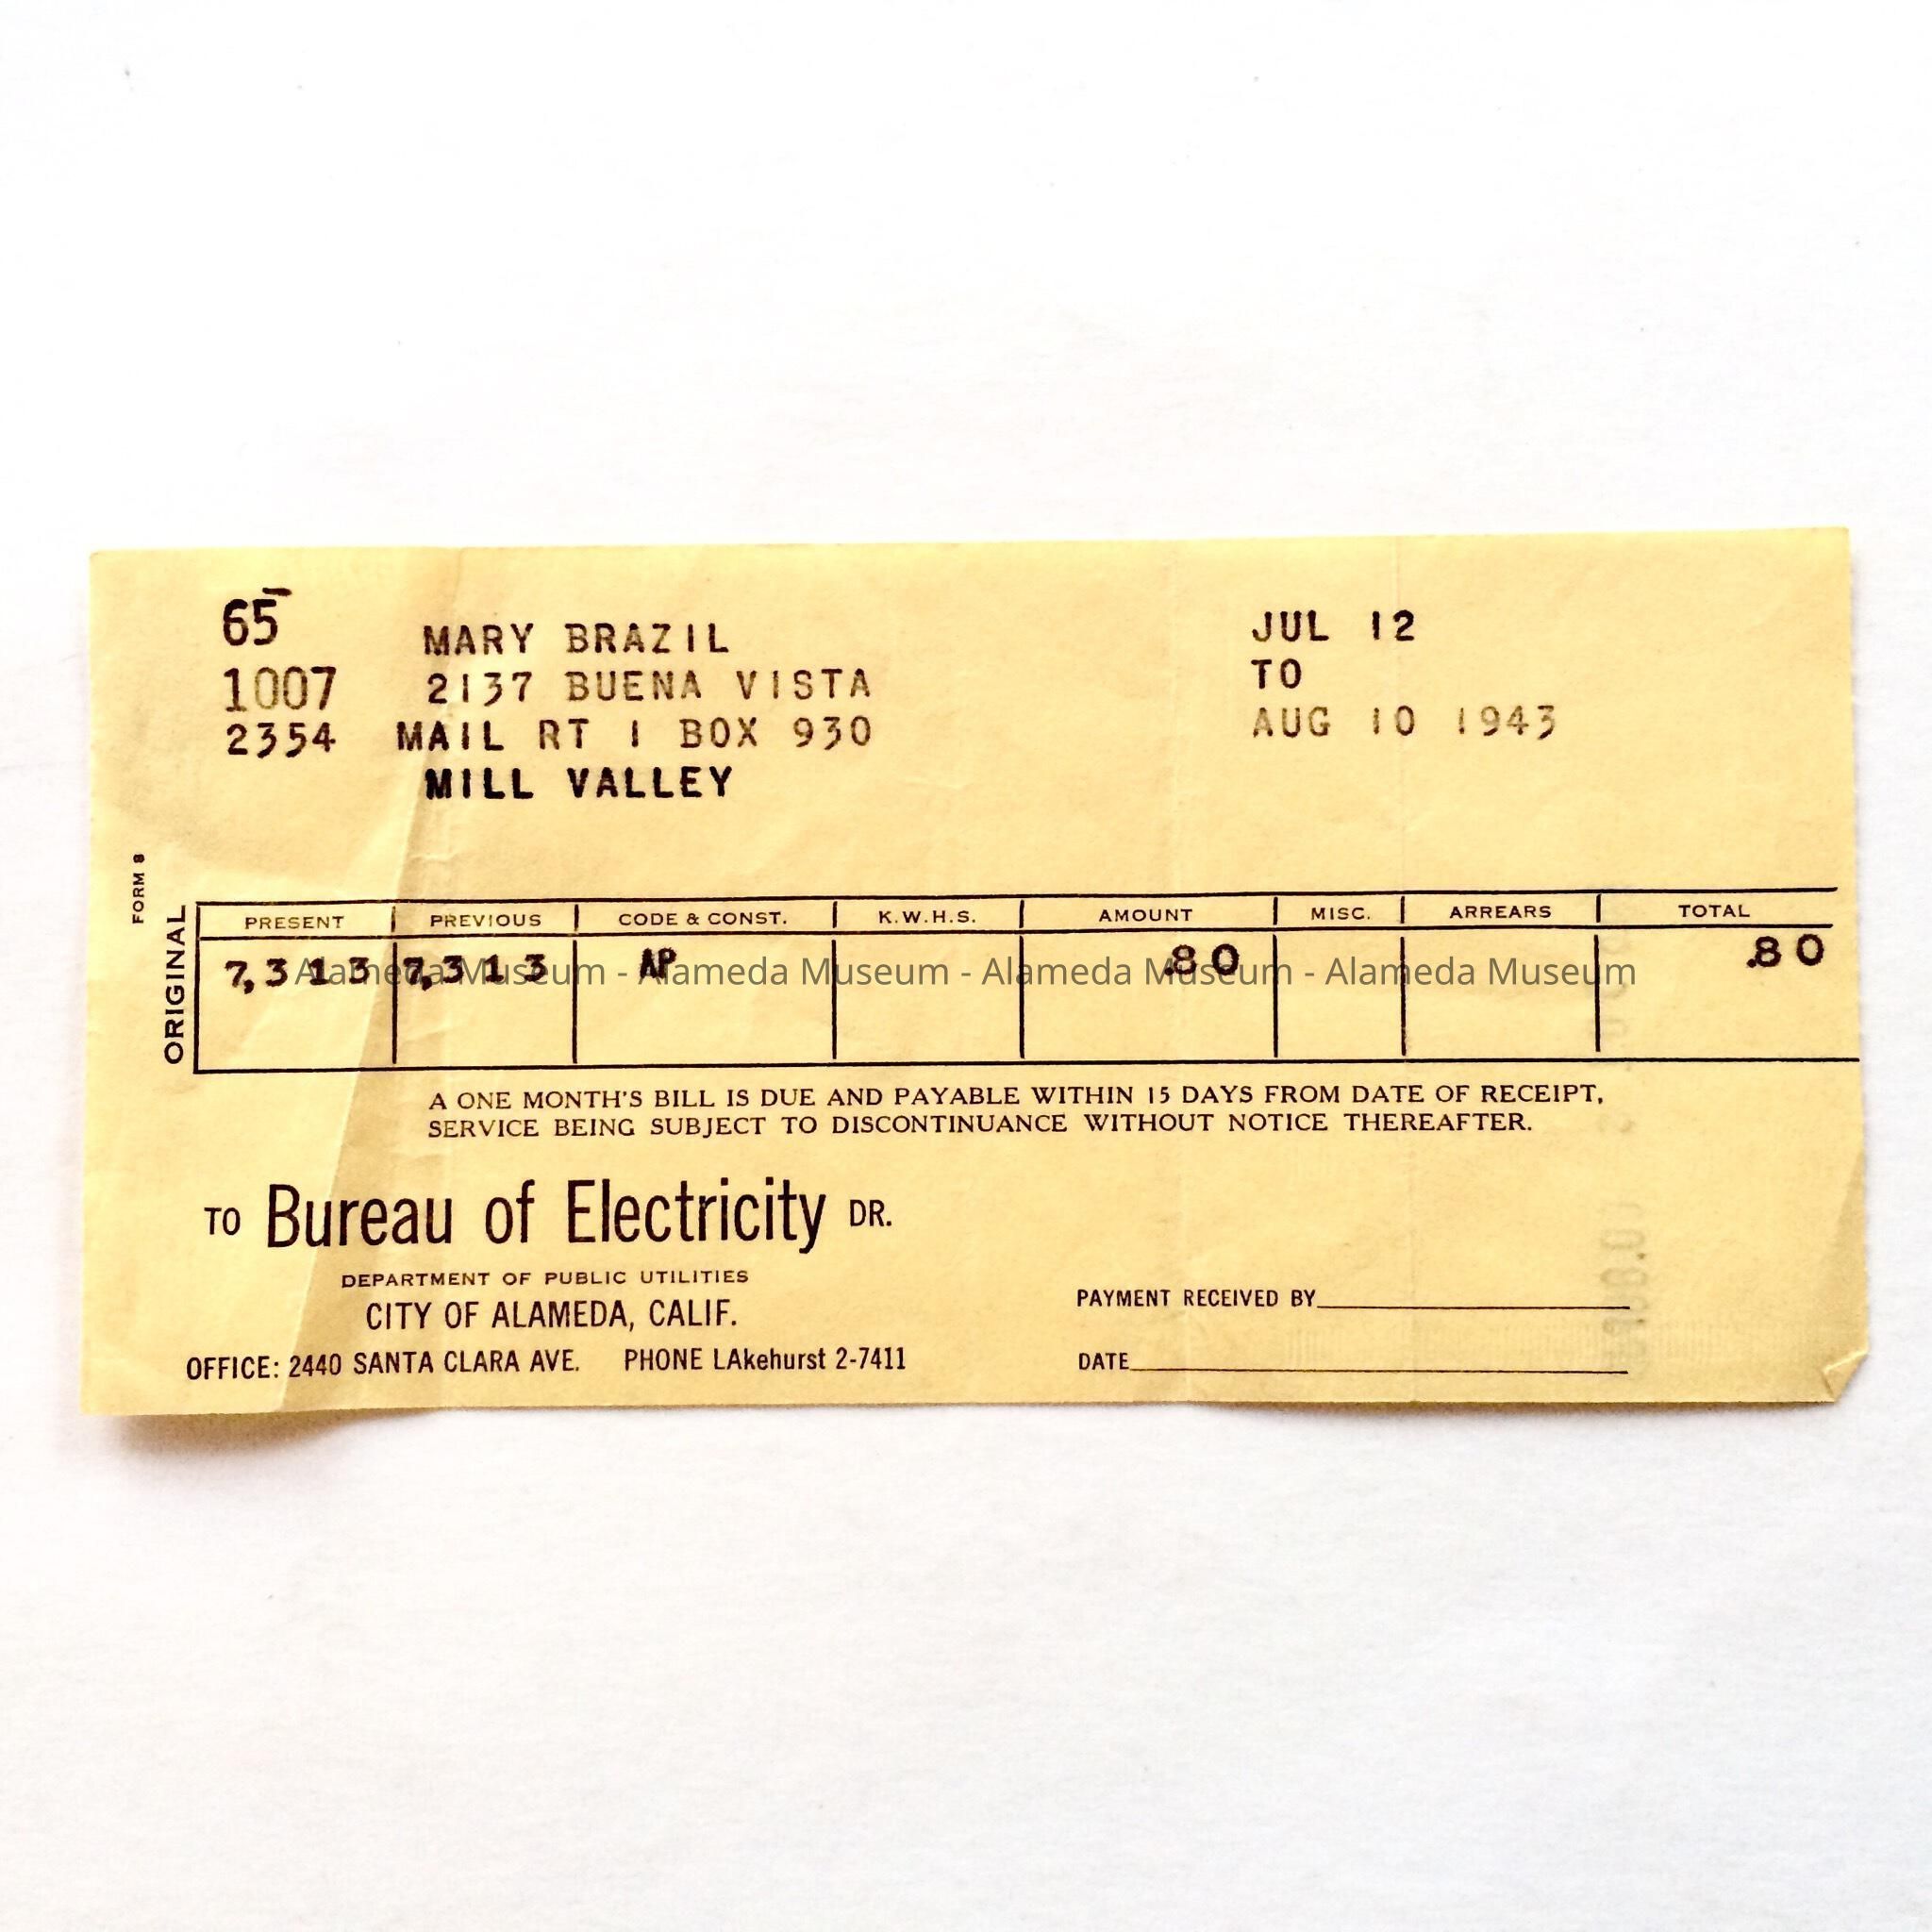 65
1007
2354
MARY BRAZIL
2137 BUENA VISTA
MAIL RT 1 BOX 930
MILL VALLEY
JUL 12
TO
AUG 10 1943
FORM 8
ORIGINAL
PRESENT PREVIOUS CODE & CONST. K.W.H.S. AMOUNT MISC. ARREARS TOTAL
7,313 7,313 AP .80 .80
Alameda Museum - Alameda Museum - Alameda Museum - Alameda Museum
A ONE MONTH'S BILL IS DUE AND PAYABLE WITHIN 15 DAYS FROM DATE OF RECEIPT,
SERVICE BEING SUBJECT TO DISCONTINUANCE WITHOUT NOTICE THEREAFTER.
TO Bureau of Electricity DR.
DEPARTMENT OF PUBLIC UTILITIES
CITY OF ALAMEDA, CALIF.
OFFICE: 2440 SANTA CLARA AVE. PHONE LAkehurst 2-7411
PAYMENT RECEIVED BY
DATE